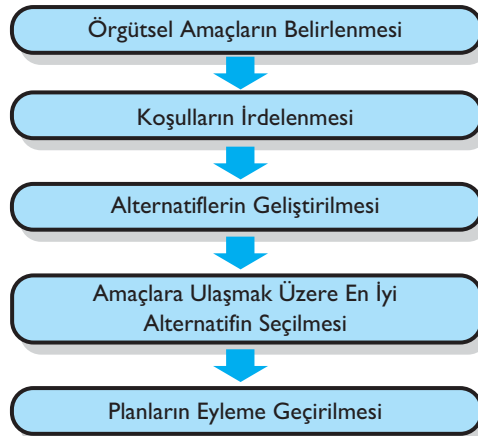 Örgütsel Amaçların Belirlenmesi
Koşulların İrdelenmesi
Alternatiflerin Geliştirilmesi
Amaçlara Ulaşmak Üzere En İyi
Alternatifin Seçilmesi
Planların Eyleme Geçirilmesi